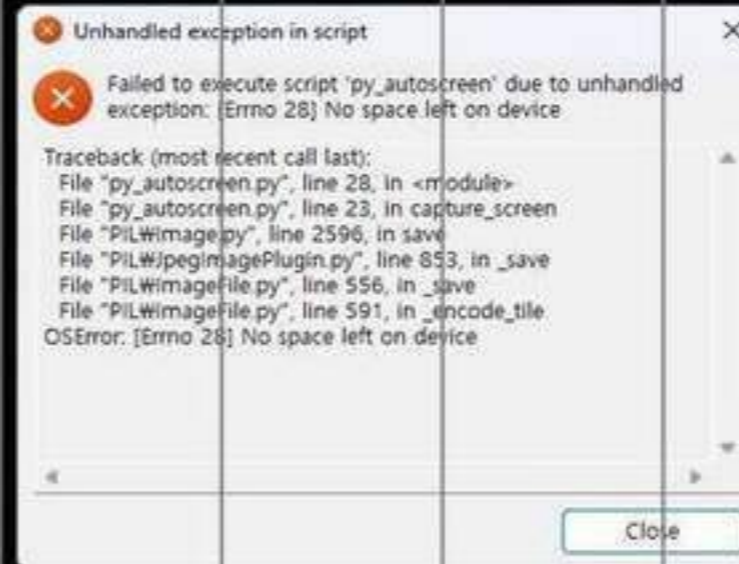 Unhandled exception in script
Failed to execute script 'py_autoscreen' due to unhandled
exception: [Errno 28] No space left on device
Traceback (most recent call last):
File "py_autoscreen.py", line 28, in <module>
File "py_autoscreen.py", line 23, in capture_screen
File "PIL₩Image.py", line 2596, in save
File "PIL₩JpegImagePlugin.py", line 853, in _save
File "PIL₩ImageFile.py", line 556, in _save
File "PIL₩ImageFile.py", line 591, in _encode_tile
OSError: [Errno 28] No space left on device
Close